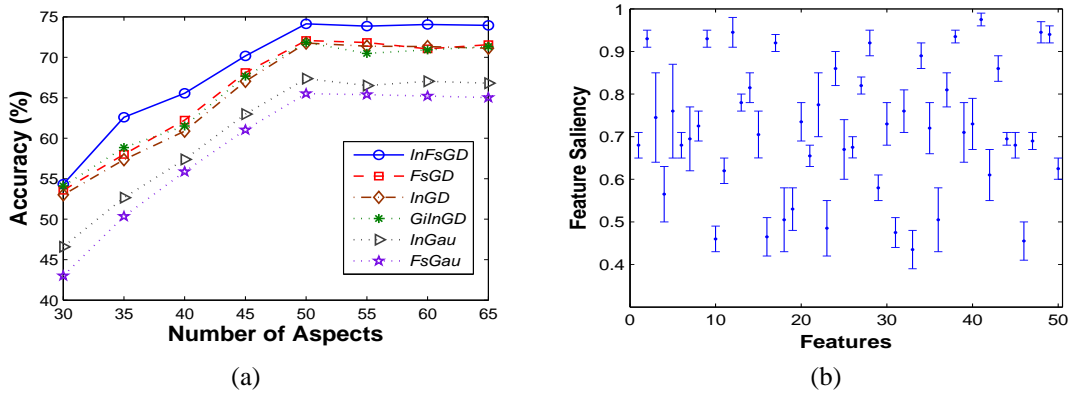 75
70
65
60
55
50
45
40
Accuracy (%)
30 35 40 45 50 55 60 65
Number of Aspects
InFsGD
FsGD
InGD
GiInGD
InGau
FsGau
(a)
1
0.9
0.8
0.7
0.6
0.5
0.4
Feature Saliency
0 10 20 30 40 50
Features
(b)